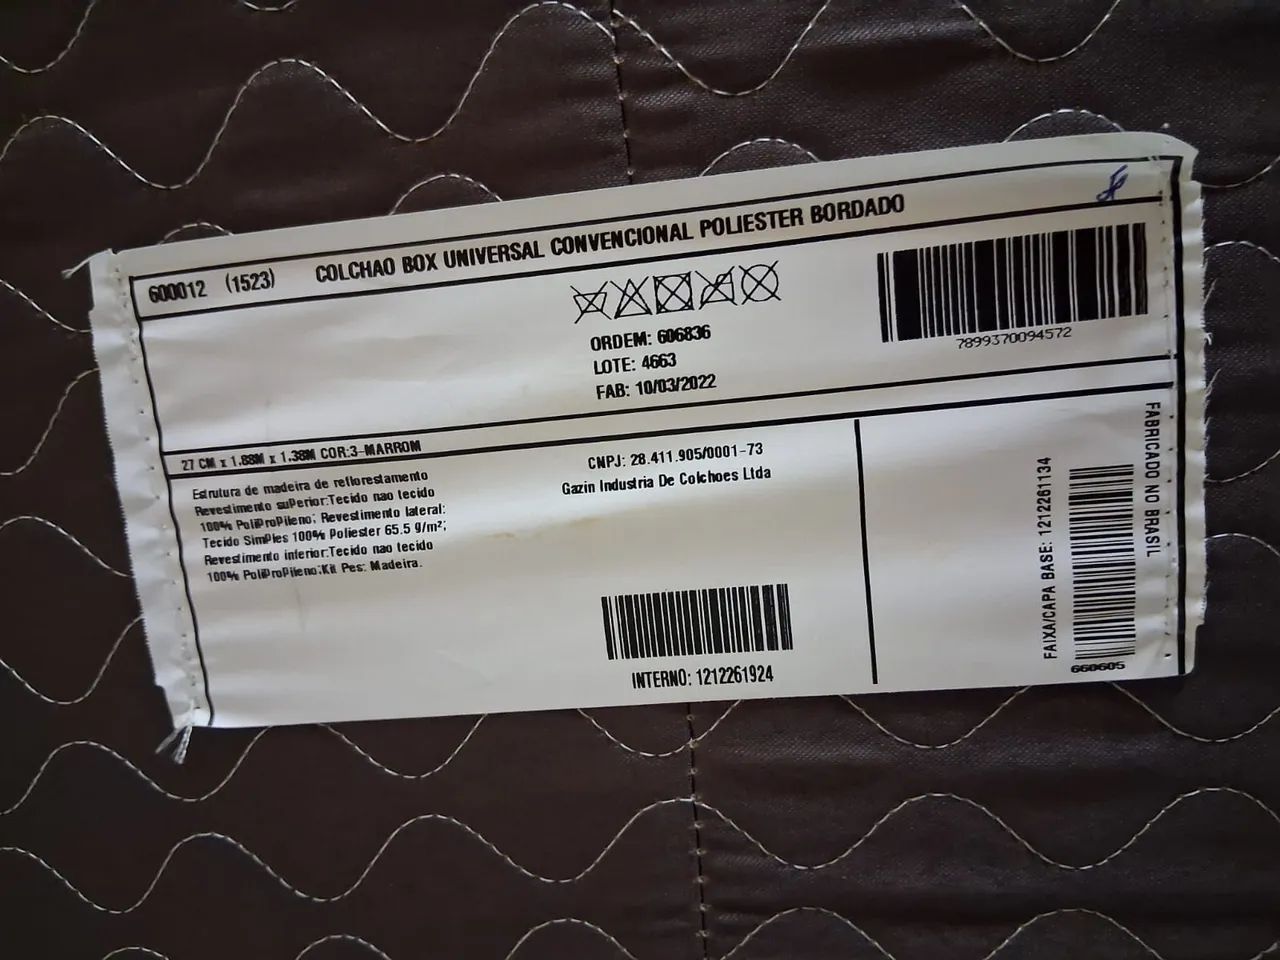 600012 (1523) COLCHAO BOX UNIVERSAL CONVENCIONAL POLIESTER BORDADO
ORDEM: 606836
LOTE: 4663
FAB: 10/03/2022
7899370094572
27 CM x 1.88M x 1.38M COR:3-MARROM
Estrutura de madeira de reflorestamento
Revestimento suPerior:Tecido nao tecido
100% PoliProPileno; Revestimento lateral:
Tecido SimPles 100% Poliester 65.5 g/m²;
Revestimento inferior:Tecido nao tecido
100% PoliProPileno;Kit Pes: Madeira.
CNPJ: 28.411.905/0001-73
Gazin Industria De Colchoes Ltda
INTERNO: 1212261924
FAIXA/CAPA BASE: 1212261134
660605
FABRICADO NO BRASIL